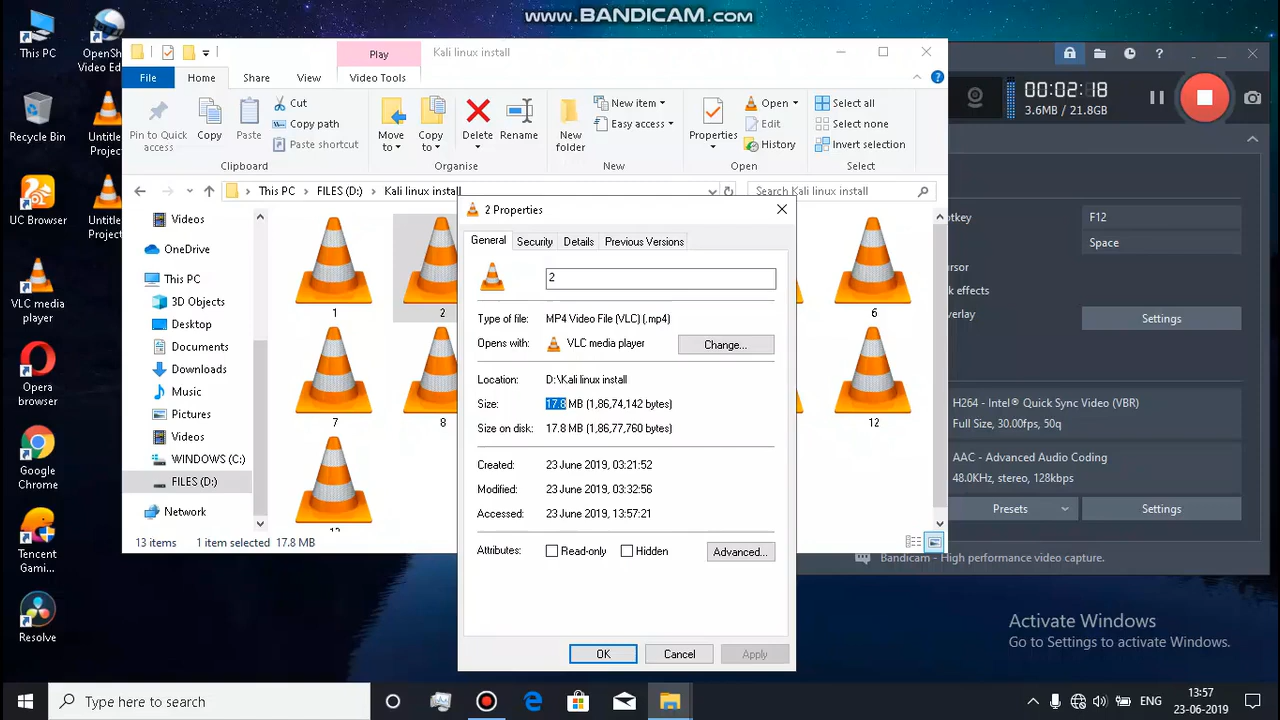 www.BANDICAM.com
This PC
OpenSh
Video Edi
Recycle Bin
Untitle
Project
UC Browser
Untitle
Project
VLC media
player
Opera
browser
Google
Chrome
Tencent
Gami...
Resolve
Play
Kali linux install
File
Home
Share
View
Video Tools
Pin to Quick
access
Copy
Paste
Cut
Copy path
Paste shortcut
Clipboard
Move
to
Copy
to
Delete
Rename
Organise
New
folder
New item
Easy access
New
Properties
Open
Edit
History
Open
Select all
Select none
Invert selection
Select
This PC
FILES (D:)
Kali linux install
Search Kali linux install
Videos
OneDrive
This PC
3D Objects
Desktop
Documents
Downloads
Music
Pictures
Videos
WINDOWS (C:)
FILES (D:)
Network
1
2
6
7
8
12
13 items
1 item selected 17.8 MB
2 Properties
General
Security
Details
Previous Versions
2
Type of file: MP4 Video File (VLC) (.mp4)
Opens with: VLC media player
Change...
Location: D:\Kali linux install
Size: 17.8 MB (1,86,74,142 bytes)
Size on disk: 17.8 MB (1,86,77,760 bytes)
Created: 23 June 2019, 03:21:52
Modified: 23 June 2019, 03:32:56
Accessed: 23 June 2019, 13:57:21
Attributes: Read-only Hidden
Advanced...
OK
Cancel
Apply
00:02:18
3.6MB / 21.8GB
otkey
F12
Space
rsor
k effects
verlay
Settings
H264 - Intel® Quick Sync Video (VBR)
Full Size, 30.00fps, 50q
AAC - Advanced Audio Coding
48.0KHz, stereo, 128kbps
Presets
Settings
Bandicam - High performance video capture.
Activate Windows
Go to Settings to activate Windows.
Type here to search
ENG
13:57
23-06-2019